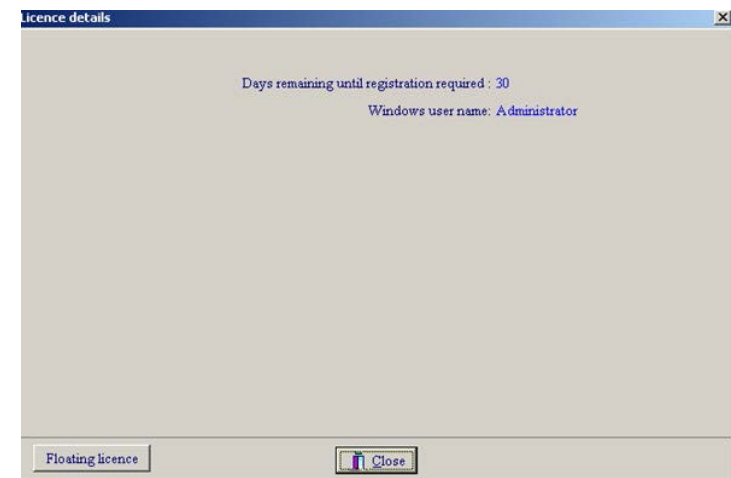 Licence details
Days remaining until registration required : 30
Windows user name: Administrator
Floating licence
Close